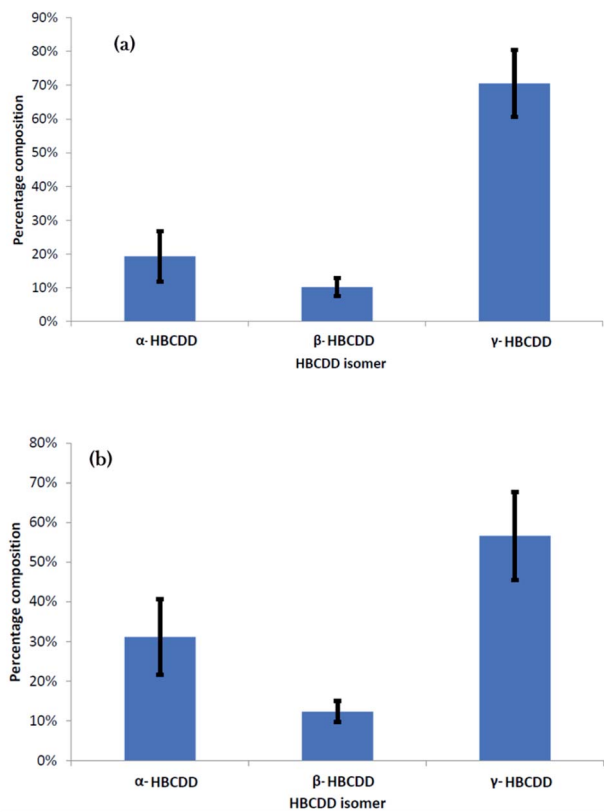 (a)
Percentage composition
90%
80%
70%
60%
50%
40%
30%
20%
10%
0%
α-HBCDD β-HBCDD γ-HBCDD
HBCDD isomer
(b)
Percentage composition
80%
70%
60%
50%
40%
30%
20%
10%
0%
α-HBCDD β-HBCDD γ-HBCDD
HBCDD isomer